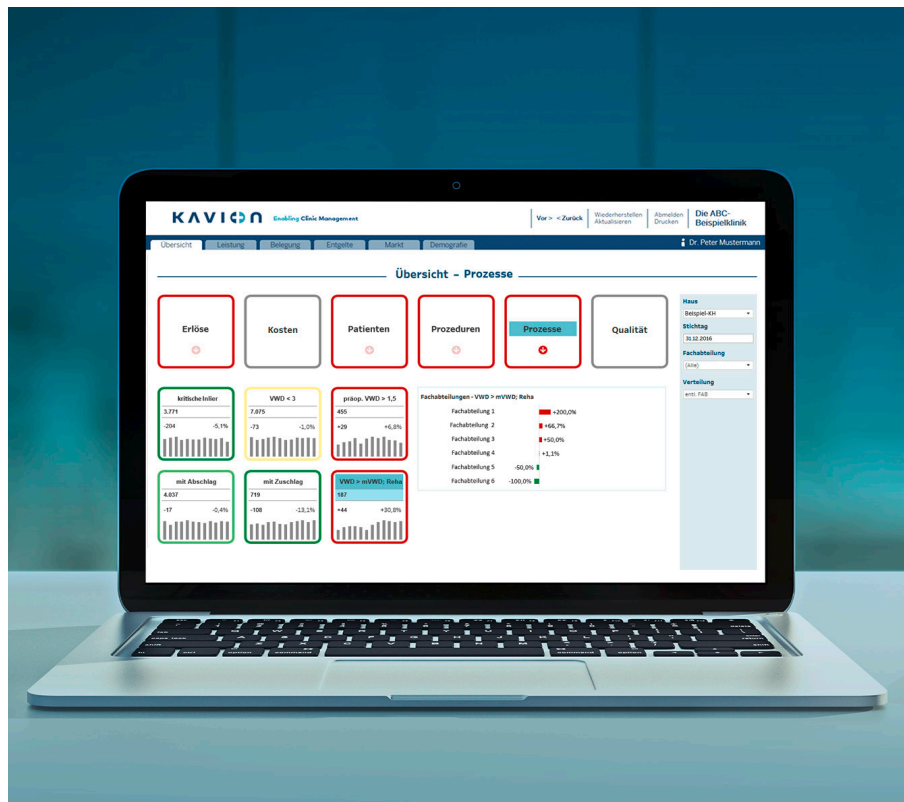 KAVION Enabling Clinic Management
Vor > < Zurück
Wiederherstellen
Aktualisieren
Abmelden
Drucken
Die ABC-
Beispielklinik
Übersicht Leistung Belegung Entgelte Markt Demografie
Dr. Peter Mustermann
Übersicht – Prozesse
Erlöse
Kosten
Patienten
Prozeduren
Prozesse
Qualität
Haus
Beispiel-KH
Stichtag
31.12.2016
Fachabteilung
(Alle)
Verteilung
entl. FAB
kritische Inlier
3.771
-204 -5,1%
VWD < 3
7.075
-73 -1,0%
präop. VWD > 1,5
455
+29 +6,8%
mit Abschlag
4.837
-17 -0,4%
mit Zuschlag
719
-108 -13,1%
VWD > mVWD; Reha
187
+44 +30,8%
Fachabteilungen - VWD > mVWD; Reha
Fachabteilung 1 +200,0%
Fachabteilung 2 +66,7%
Fachabteilung 3 +50,0%
Fachabteilung 4 +1,1%
Fachabteilung 5 -50,0%
Fachabteilung 6 -100,0%